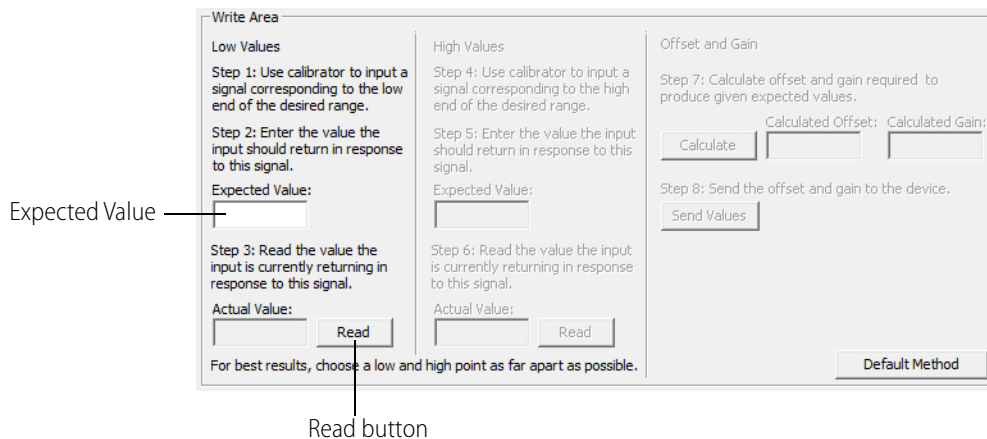 Write Area
Low Values
Step 1: Use calibrator to input a
signal corresponding to the low
end of the desired range.
Step 2: Enter the value the
input should return in response
to this signal.
Expected Value:
Expected Value
Step 3: Read the value the
input is currently returning in
response to this signal.
Actual Value:
Read
High Values
Step 4: Use calibrator to input a
signal corresponding to the high
end of the desired range.
Step 5: Enter the value the input
should return in response to this
signal.
Expected Value:
Step 6: Read the value the input
is currently returning in response
to this signal.
Actual Value:
Read
For best results, choose a low and high point as far apart as possible.
Offset and Gain
Step 7: Calculate offset and gain required to
produce given expected values.
Calculated Offset: Calculated Gain:
Calculate
Step 8: Send the offset and gain to the device.
Send Values
Default Method
Read button